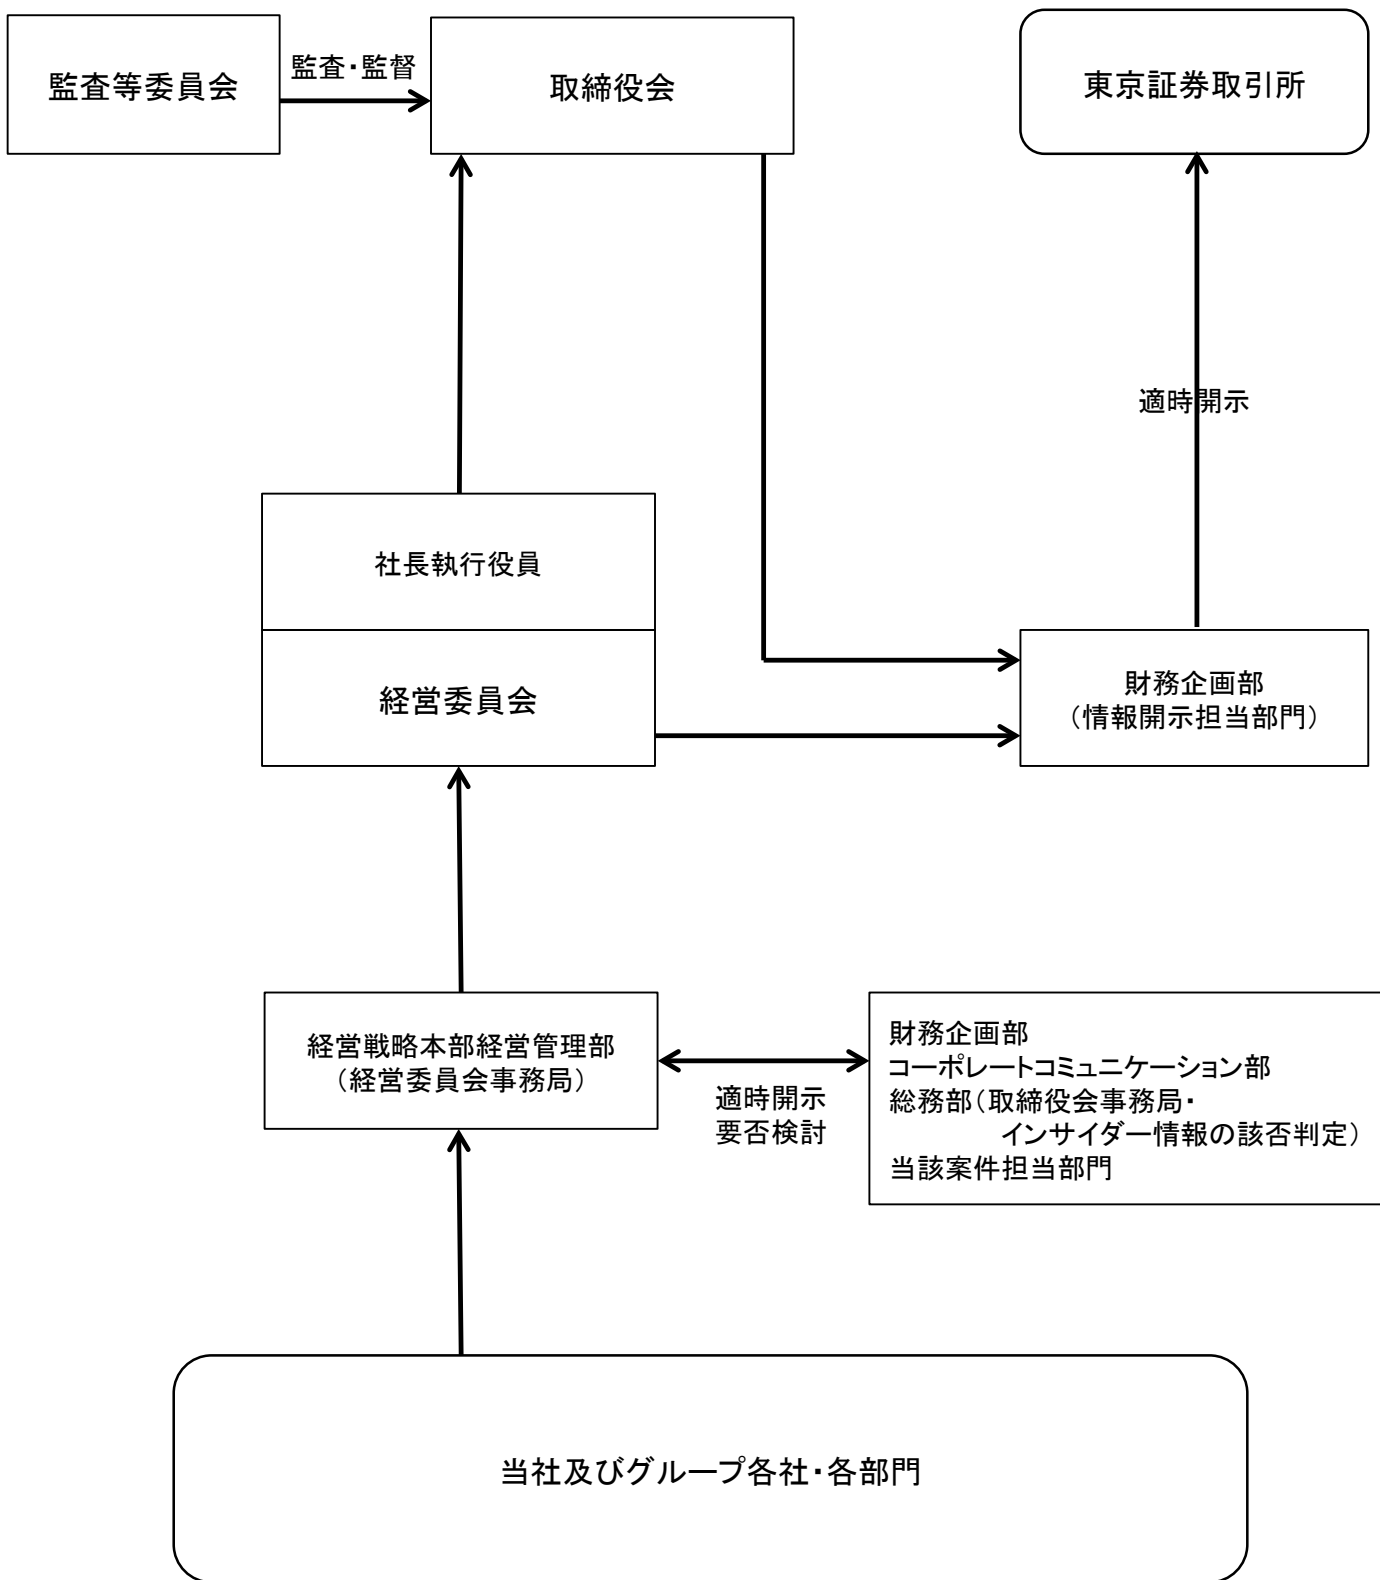 監査等委員会
監査・監督
取締役会
東京証券取引所
適時開示
社長執行役員
経営委員会
財務企画部
（情報開示担当部門）
経営戦略本部経営管理部
（経営委員会事務局）
適時開示
要否検討
財務企画部
コーポレートコミュニケーション部
総務部（取締役会事務局・
インサイダー情報の該否判定）
当該案件担当部門
当社及びグループ各社・各部門